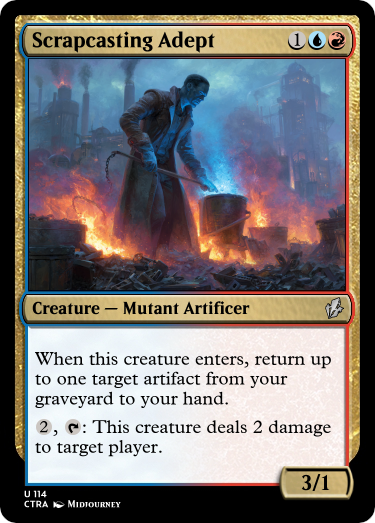 Scrapcasting Adept 1
Creature — Mutant Artificer
When this creature enters, return up
to one target artifact from your
graveyard to your hand.
2, : This creature deals 2 damage
to target player.
3/1
U 114
CTRA Midjourney